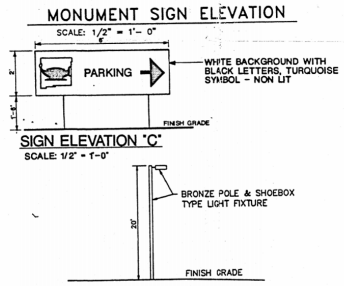 MONUMENT SIGN ELEVATION
SCALE: 1/2" = 1'- 0"
6'
2'
PARKING
WHITE BACKGROUND WITH
BLACK LETTERS, TURQUOISE
SYMBOL - NON LIT
1'-6"
FINISH GRADE
SIGN ELEVATION "C"
SCALE: 1/2" = 1'-0"
20'
BRONZE POLE & SHOEBOX
TYPE LIGHT FIXTURE
FINISH GRADE